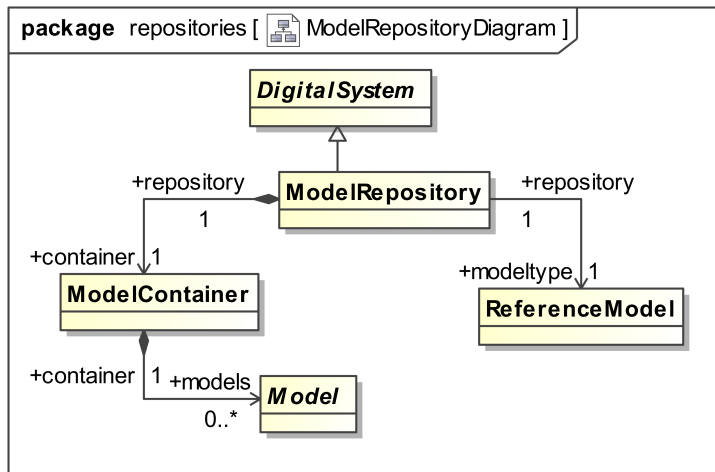 package repositories [ ModelRepositoryDiagram ]
DigitalSystem
ModelRepository
+repository
1
+repository
1
+container 1
ModelContainer
+modeltype 1
ReferenceModel
+container 1
+models
0..*
Model